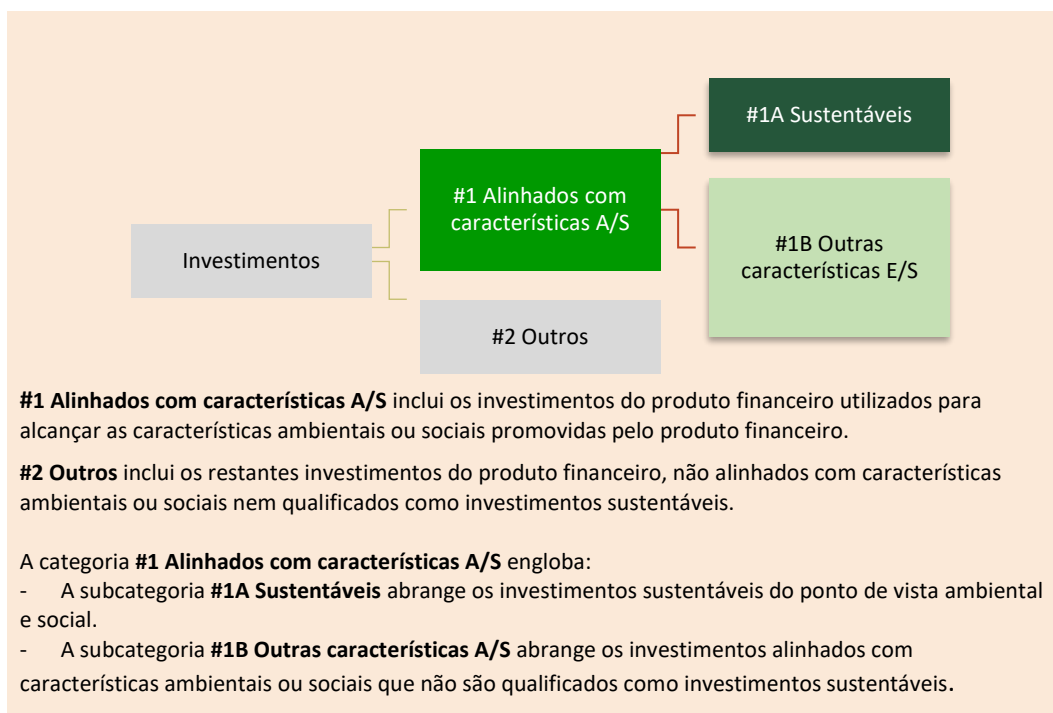 #1A Sustentáveis
#1 Alinhados com
características A/S
Investimentos
#1B Outras
características E/S
#2 Outros
#1 Alinhados com características A/S inclui os investimentos do produto financeiro utilizados para
alcançar as características ambientais ou sociais promovidas pelo produto financeiro.
#2 Outros inclui os restantes investimentos do produto financeiro, não alinhados com características
ambientais ou sociais nem qualificados como investimentos sustentáveis.
A categoria #1 Alinhados com características A/S engloba:
- A subcategoria #1A Sustentáveis abrange os investimentos sustentáveis do ponto de vista ambiental
e social.
- A subcategoria #1B Outras características A/S abrange os investimentos alinhados com
características ambientais ou sociais que não são qualificados como investimentos sustentáveis.